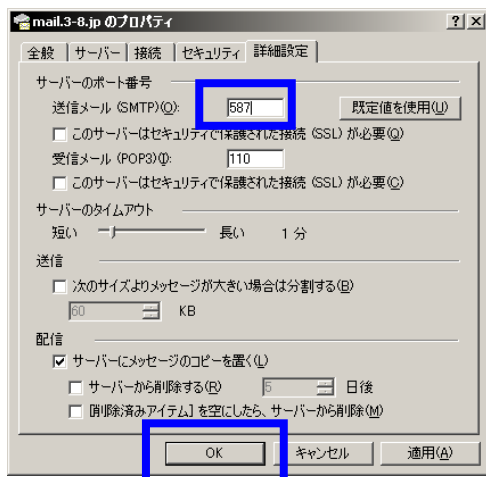 mail.3-8.jp のプロパティ
全般 サーバー 接続 セキュリティ 詳細設定
サーバーのポート番号
送信メール (SMTP)(O): 587 既定値を使用(U)
このサーバーはセキュリティで保護された接続 (SSL) が必要(Q)
受信メール (POP3)(I): 110
このサーバーはセキュリティで保護された接続 (SSL) が必要(C)
サーバーのタイムアウト
短い 長い 1 分
送信
次のサイズよりメッセージが大きい場合は分割する(B)
60 KB
配信
サーバーにメッセージのコピーを置く(L)
サーバーから削除する(R) 5 日後
[削除済みアイテム] を空にしたら、サーバーから削除(M)
OK キャンセル 適用(A)